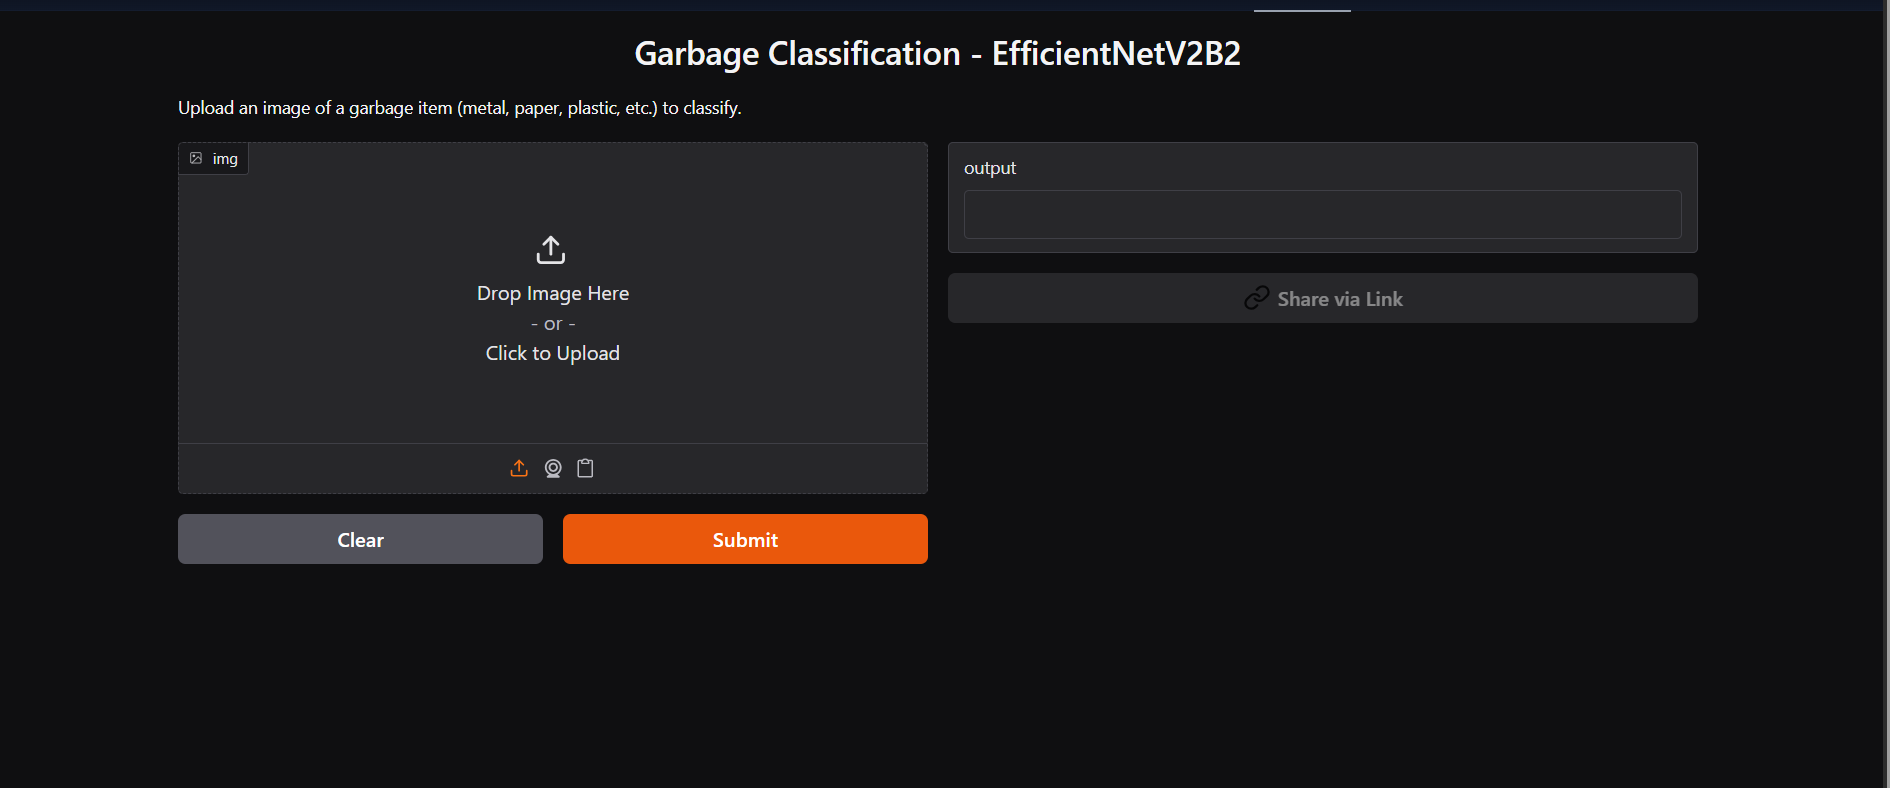 Garbage Classification - EfficientNetV2B2
Upload an image of a garbage item (metal, paper, plastic, etc.) to classify.
img
Drop Image Here
- or -
Click to Upload
Clear
Submit
output
Share via Link